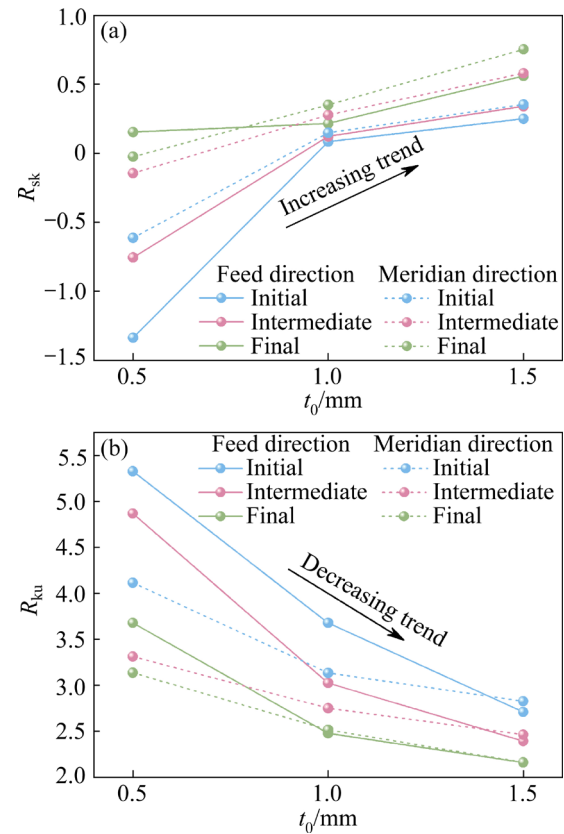 (a)
1.0
0.5
0
−0.5
−1.0
−1.5
R_sk
Increasing trend
Feed direction Meridian direction
Initial Initial
Intermediate Intermediate
Final Final
0.5 1.0 1.5
t_0/mm
(b)
5.5
5.0
4.5
4.0
3.5
3.0
2.5
2.0
R_ku
Feed direction Meridian direction
Initial Initial
Intermediate Intermediate
Final Final
Decreasing trend
0.5 1.0 1.5
t_0/mm